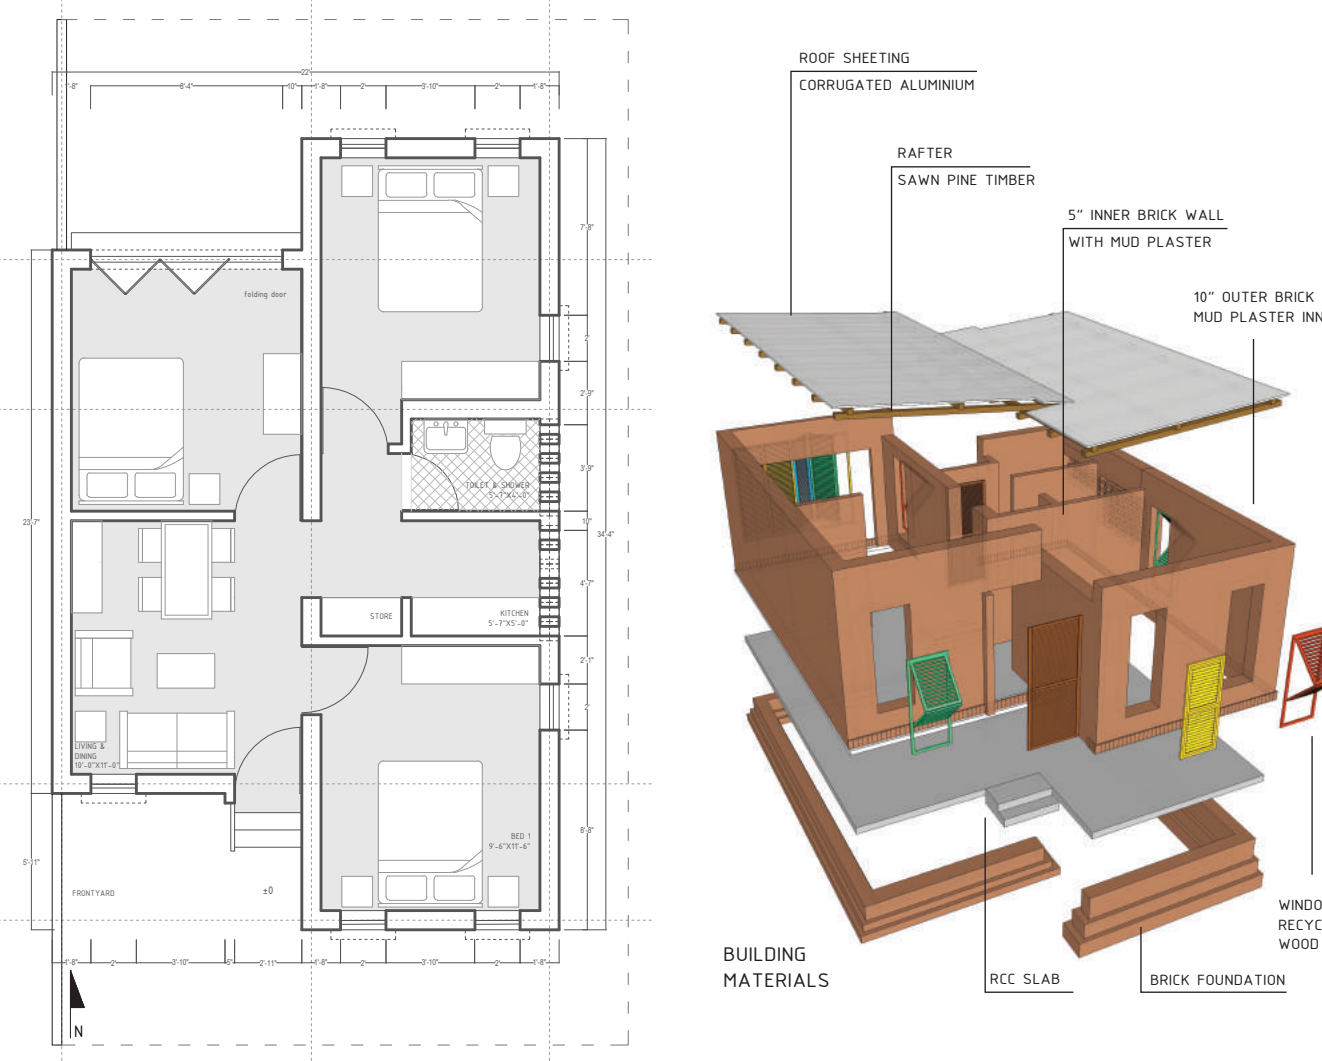 22'
1'-8"
8'-4"
10"
1'-8"
2'
3'-10"
2'
1'-8"
7'-8"
2'
2'-9"
3'-9"
10"
34'-4"
4'-7"
2'-1"
2'
8'-8"
23'-7"
5'-11"
folding door
TOILET & SHOWER
5'-7"X4'-0"
STORE
KITCHEN
5'-7"X5'-0"
LIVING &
DINING
10'-0"X11'-0"
BED 1
9'-6"X11'-6"
FRONTYARD
±0
1'-8"
2'
3'-10"
5"
2'-11"
1'-8"
2'
3'-10"
2'
1'-8"
N
ROOF SHEETING
CORRUGATED ALUMINIUM
RAFTER
SAWN PINE TIMBER
5" INNER BRICK WALL
WITH MUD PLASTER
10" OUTER BRICK
MUD PLASTER INN
WINDO
RECYC
WOOD
BUILDING
MATERIALS
RCC SLAB
BRICK FOUNDATION